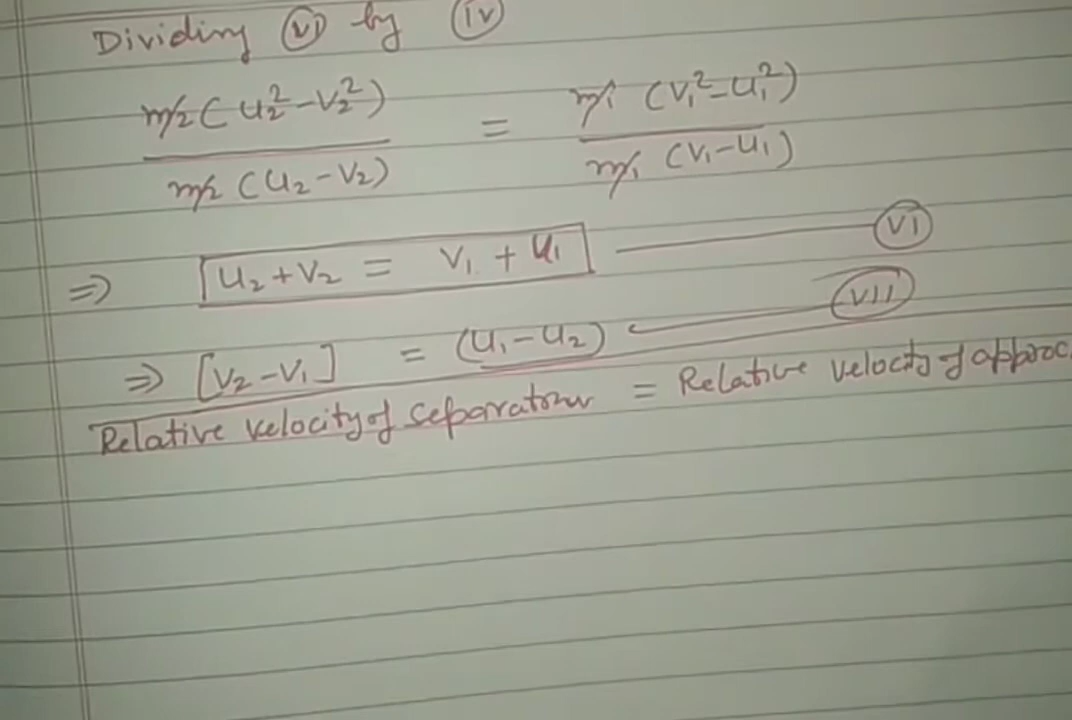 Dividing (VI) by (IV)
m₂(u₂²-v₂²) / m₂(u₂-v₂) = m₁(v₁²-u₁²) / m₁(v₁-u₁)
⇒ u₂+v₂ = v₁+u₁ — (VI)
⇒ [v₂-v₁] = (u₁-u₂) — (VII)
Relative velocity of separation = Relative velocity of approac